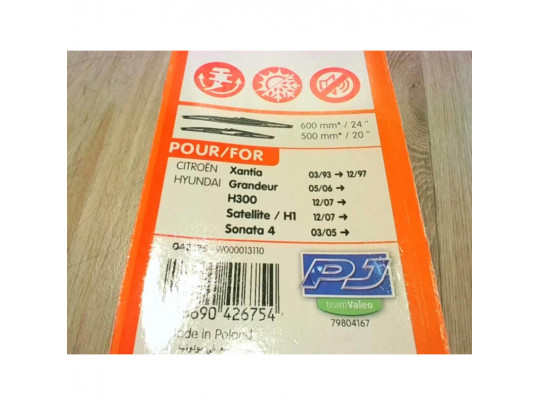 600 mm* / 24"
500 mm* / 20"
POUR/FOR
CITROËN Xantia 03/93 → 12/97
HYUNDAI Grandeur 05/06 →
H300 12/07 →
Satellite / H1 12/07 →
Sonata 4 03/05 →
W000013110
PJ
teamValeo
690 426754
79804167
Made in Poland